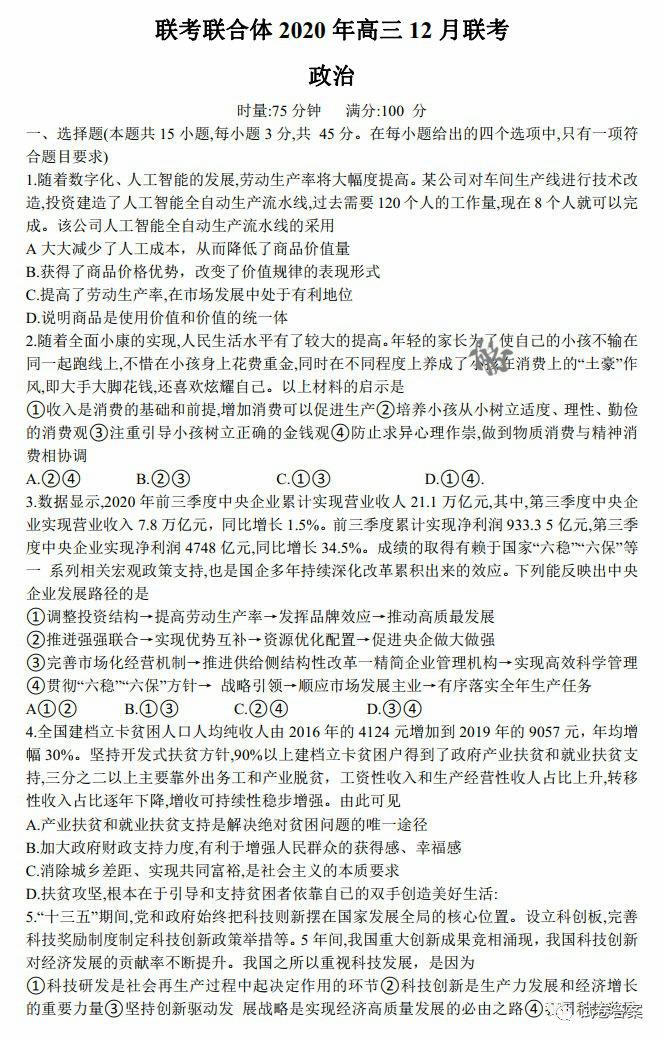 联考联合体 2020 年高三 12 月联考
政治
时量:75 分钟 满分:100 分
一、选择题(本题共 15 小题,每小题 3 分,共 45 分。在每小题给出的四个选项中,只有一项符
合题目要求)
1.随着数字化、人工智能的发展,劳动生产率将大幅度提高。某公司对车间生产线进行技术改
造,投资建造了人工智能全自动生产流水线,过去需要 120 个人的工作量,现在 8 个人就可以完
成。该公司人工智能全自动生产流水线的采用
A 大大减少了人工成本，从而降低了商品价值量
B.获得了商品价格优势，改变了价值规律的表现形式
C.提高了劳动生产率,在市场发展中处于有利地位
D.说明商品是使用价值和价值的统一体
2.随着全面小康的实现,人民生活水平有了较大的提高。年轻的家长为了使自己的小孩不输在
同一起跑线上,不惜在小孩身上花费重金,同时在不同程度上养成了小孩在消费上的“土豪”作
风,即大手大脚花钱,还喜欢炫耀自己。以上材料的启示是
①收入是消费的基础和前提,增加消费可以促进生产②培养小孩从小树立适度、理性、勤俭
的消费观③注重引导小孩树立正确的金钱观④防止求异心理作祟,做到物质消费与精神消
费相协调
A.②④ B.②③ C.①③ D.①④.
3.数据显示,2020 年前三季度中央企业累计实现营业收人 21.1 万亿元,其中,第三季度中央企
业实现营业收入 7.8 万亿元，同比增长 1.5%。前三季度累计实现净利润 933.3 5 亿元,第三季
度中央企业实现净利润 4748 亿元,同比增长 34.5%。成绩的取得有赖于国家“六稳”“六保”等
一 系列相关宏观政策支持,也是国企多年持续深化改革累积出来的效应。下列能反映出中央
企业发展路径的是
①调整投资结构→提高劳动生产率→发挥品牌效应→推动高质最发展
②推进强强联合→实现优势互补→资源优化配置→促进央企做大做强
③完善市场化经营机制→推进供给侧结构性改革一精简企业管理机构→实现高效科学管理
④贯彻“六稳”“六保”方针→ 战略引领→顺应市场发展主业→有序落实全年生产任务
A①② B.①③ C.②④ D.③④
4.全国建档立卡贫困人口人均纯收人由 2016 年的 4124 元增加到 2019 年的 9057 元，年均增
幅 30%。坚持开发式扶贫方针,90%以上建档立卡贫困户得到了政府产业扶贫和就业扶贫支
持,三分之二以上主要靠外出务工和产业脱贫，工资性收入和生产经营性收人占比上升,转移
性收入占比逐年下降,增收可持续性稳步增强。由此可见
A.产业扶贫和就业扶贫支持是解决绝对贫困问题的唯一途径
B.加大政府财政支持力度,有利于增强人民群众的获得感、幸福感
C.消除城乡差距、实现共同富裕,是社会主义的本质要求
D.扶贫攻坚,根本在于引导和支持贫困者依靠自已的双手创造美好生活:
5.“十三五”期间,党和政府始终把科技则新摆在国家发展全局的核心位置。设立科创板,完善
科技奖励制度制定科技创新政策举措等。5 年间,我国重大创新成果竞相涌现，我国科技创新
对经济发展的贡献率不断提升。我国之所以重视科技发展，是因为
①科技研发是社会再生产过程中起决定作用的环节②科技创新是生产力发展和经济增长
的重要力量③坚持创新驱动发 展战略是实现经济高质量发展的必由之路④
试卷答案